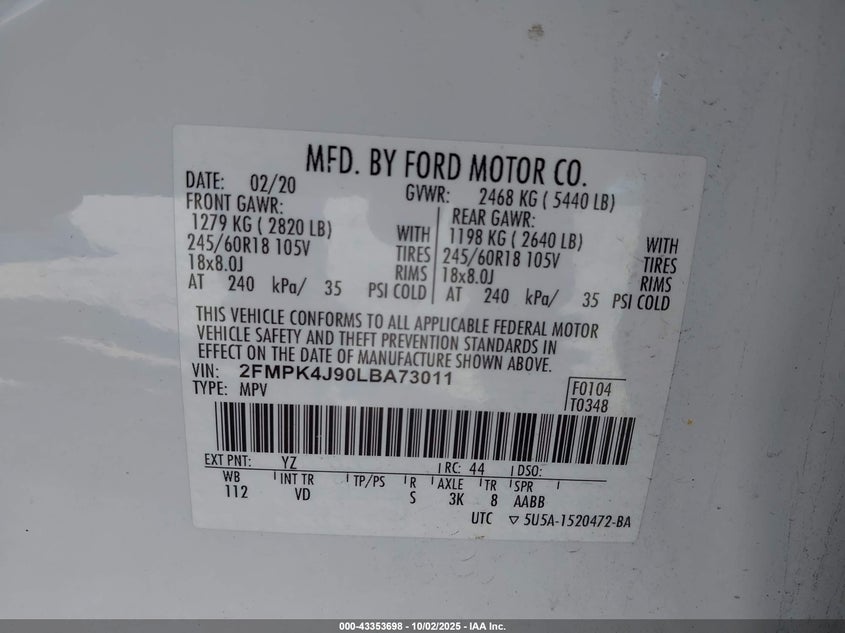 MFD. BY FORD MOTOR CO.
DATE: 02/20 GVWR: 2468 KG ( 5440 LB)
FRONT GAWR: REAR GAWR:
1279 KG ( 2820 LB) WITH 1198 KG ( 2640 LB) WITH
245/60R18 105V TIRES 245/60R18 105V TIRES
18x8.0J RIMS 18x8.0J RIMS
AT 240 kPa/ 35 PSI COLD AT 240 kPa/ 35 PSI COLD
THIS VEHICLE CONFORMS TO ALL APPLICABLE FEDERAL MOTOR
VEHICLE SAFETY AND THEFT PREVENTION STANDARDS IN
EFFECT ON THE DATE OF MANUFACTURE SHOWN ABOVE.
VIN: 2FMPK4J90LBA73011
TYPE: MPV
F0104
T0348
EXT PNT: YZ RC: 44 DSO:
WB INT TR TP/PS R AXLE TR SPR
112 VD S 3K 8 AABB
UTC ▽ 5U5A-1520472-BA
000-43353698 - 10/02/2025 - IAA Inc.